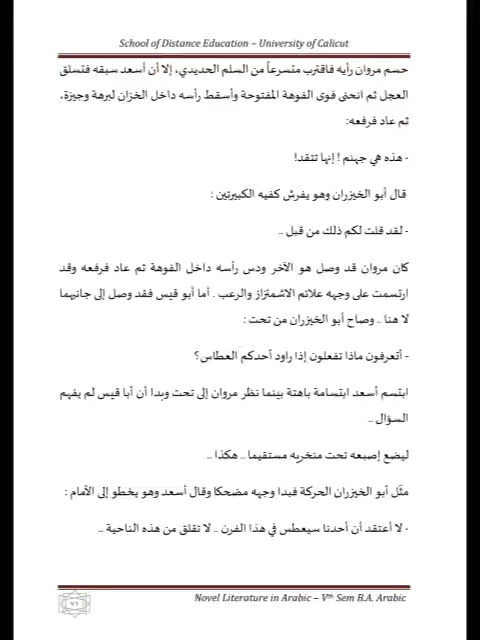 School of Distance Education – University of Calicut
حسم مروان رأيه فاقترب متسرعاً من السلم الحديدي، إلا أن أسعد سبقه فتسلق
العجل ثم انحنى فوق الفوهة المفتوحة وأسقط رأسه داخل الخزان لبرهة وجيزة،
ثم عاد فرفعه:
- هذه هي جهنم ! إنها تتقد!
قال أبو الخيزران وهو يفرش كفيه الكبيرتين :
- لقد قلت لكم ذلك من قبل ..
كان مروان قد وصل هو الآخر ودس رأسه داخل الفوهة ثم عاد فرفعه وقد
ارتسمت على وجهه علائم الاشمئزاز والرعب . أما أبو قيس فقد وصل إلى جانبهما
لا هنا .. وصاح أبو الخيزران من تحت :
- أتعرفون ماذا تفعلون إذا راود أحدكم العطاس؟
ابتسم أسعد ابتسامة باهتة بينما نظر مروان إلى تحت وبدا أن أبا قيس لم يفهم
السؤال ..
ليضع إصبعه تحت منخريه مستقيما .. هكذا ..
مثّل أبو الخيزران الحركة فبدا وجهه مضحكا وقال أسعد وهو يخطو إلى الأمام :
- لا أعتقد أن أحدنا سيعطس في هذا الفرن .. لا تقلق من هذه الناحية ..
Novel Literature in Arabic – Vth Sem B.A. Arabic